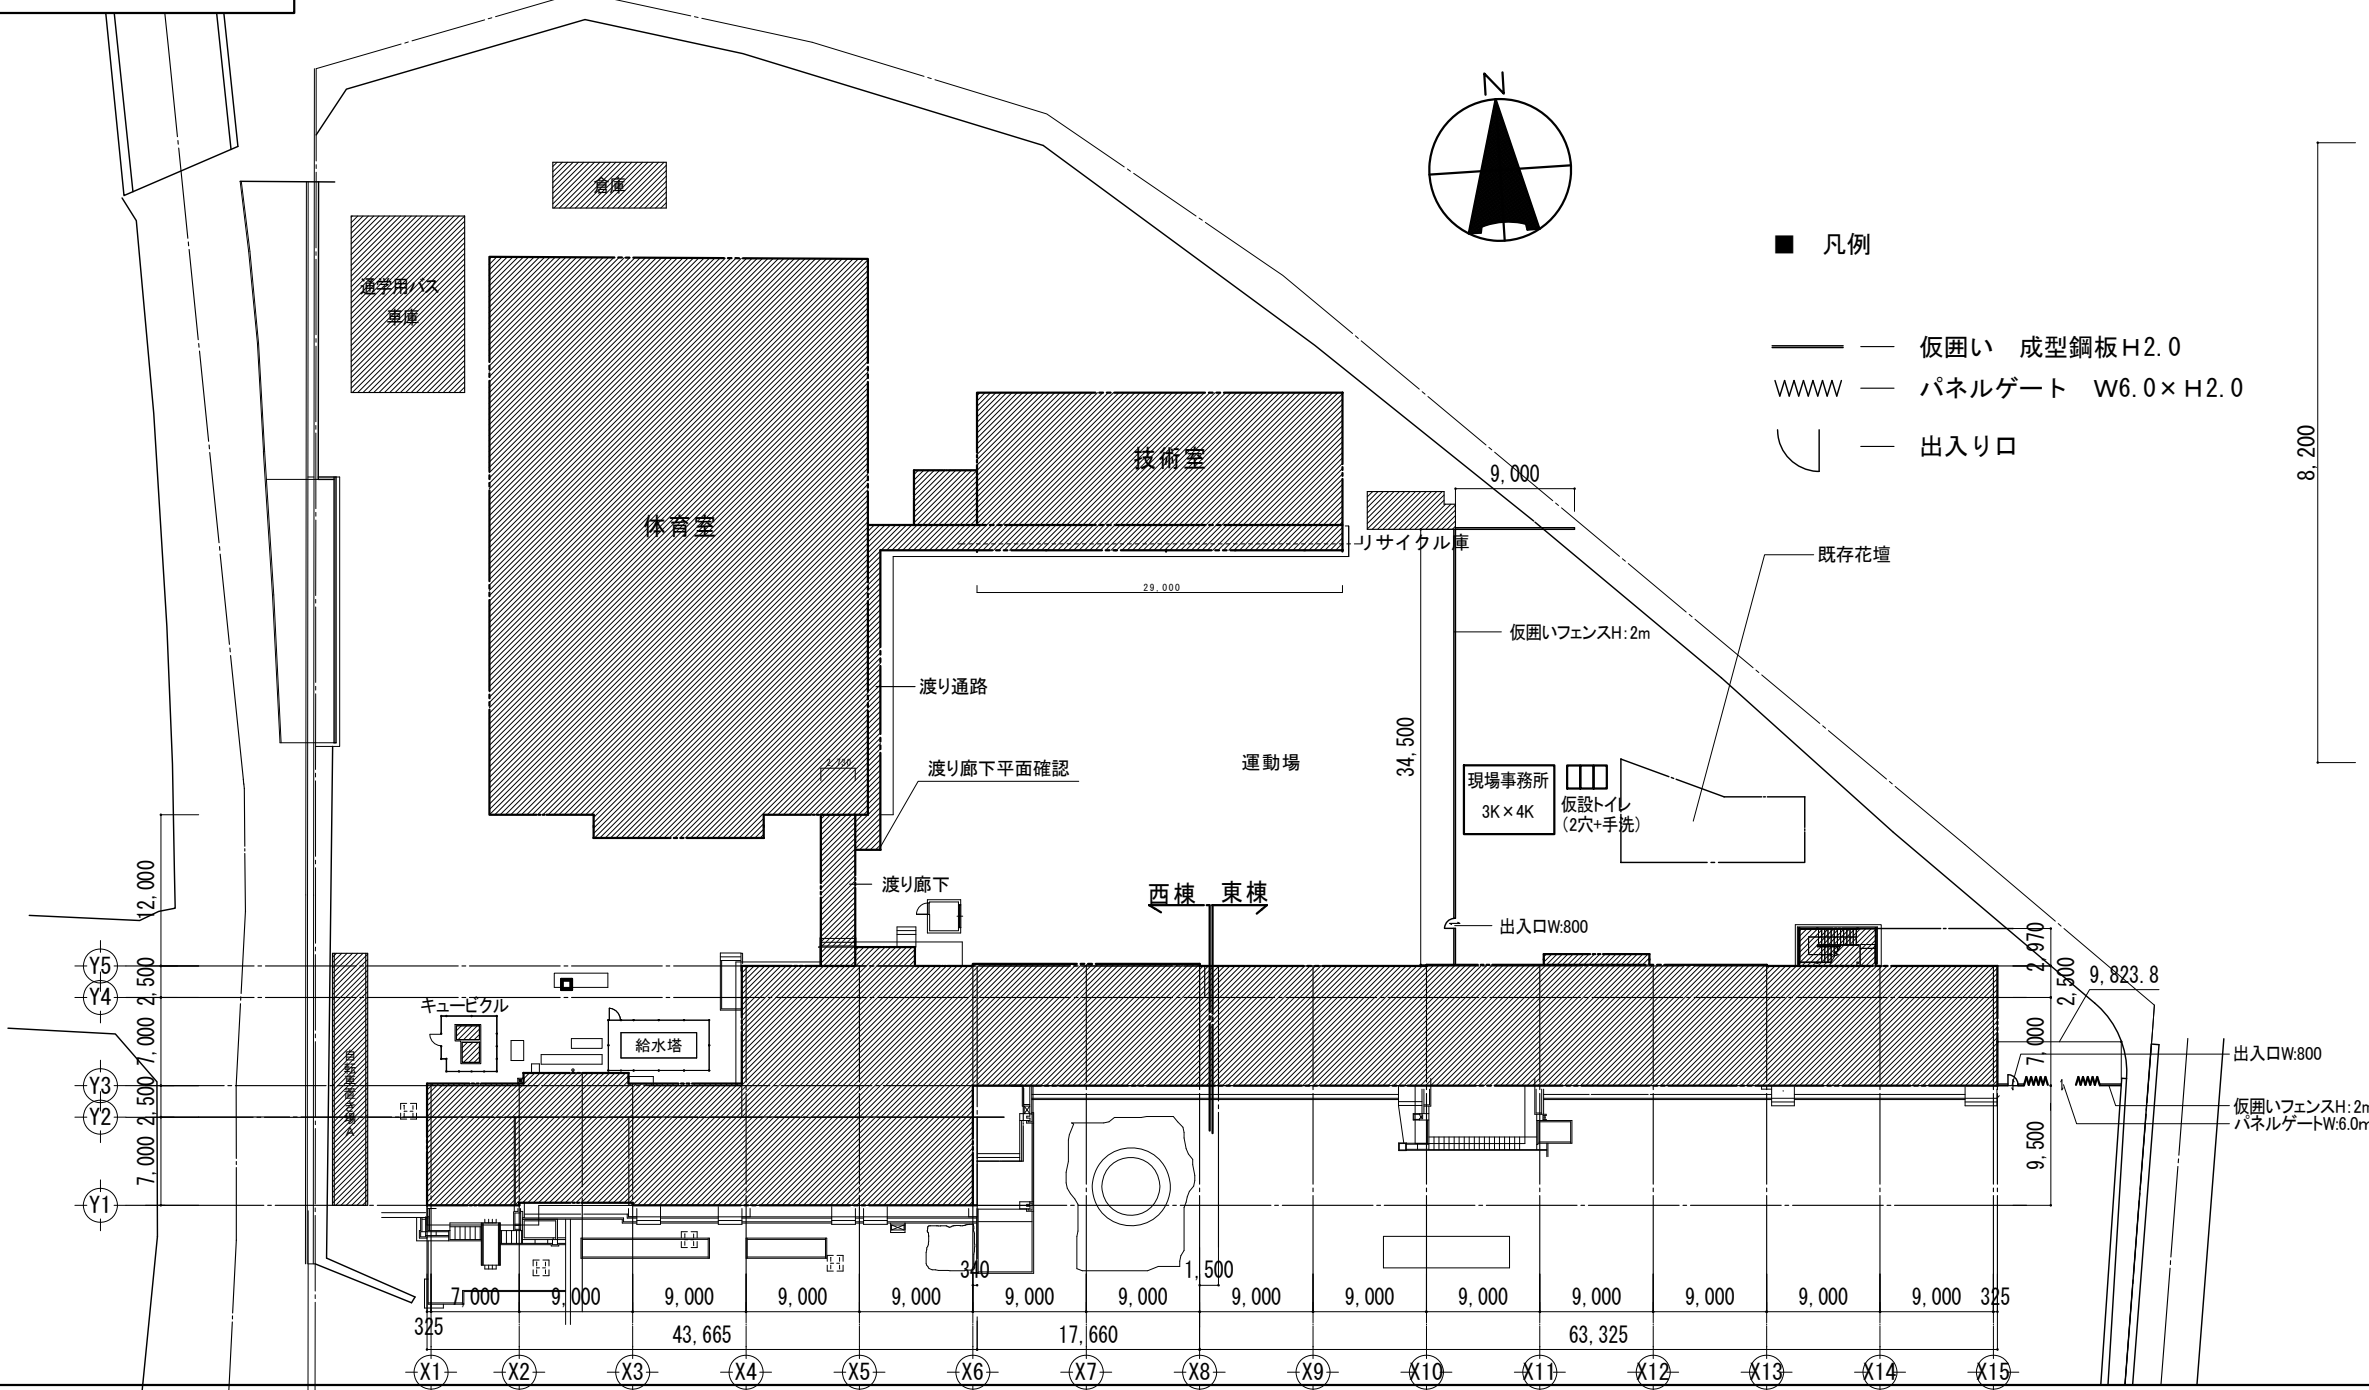 N
■ 凡例
倉庫
通学用バス
車庫
仮囲い 成型鋼板H2.0
パネルゲート W6.0×H2.0
出入り口
8,200
技術室
9,000
体育室
リサイクル庫
既存花壇
29,000
仮囲いフェンスH:2m
渡り通路
34,500
運動場
渡り廊下平面確認
現場事務所
3K×4K
仮設トイレ
(2穴+手洗)
渡り廊下
西棟 東棟
出入口W:800
12,000
2,500
7,000
2,500
7,000
Y5
Y4
Y3
Y2
Y1
キュービクル
給水塔
自転車置き場A
2,970
2,500
7,000
9,500
9,823.8
出入口W:800
仮囲いフェンスH:2m
パネルゲートW:6.0m
340
1,500
7,000 9,000 9,000 9,000 9,000 9,000 9,000 9,000 9,000 9,000 9,000 9,000 9,000 9,000 325
325
43,665 17,660 63,325
X1 X2 X3 X4 X5 X6 X7 X8 X9 X10 X11 X12 X13 X14 X15